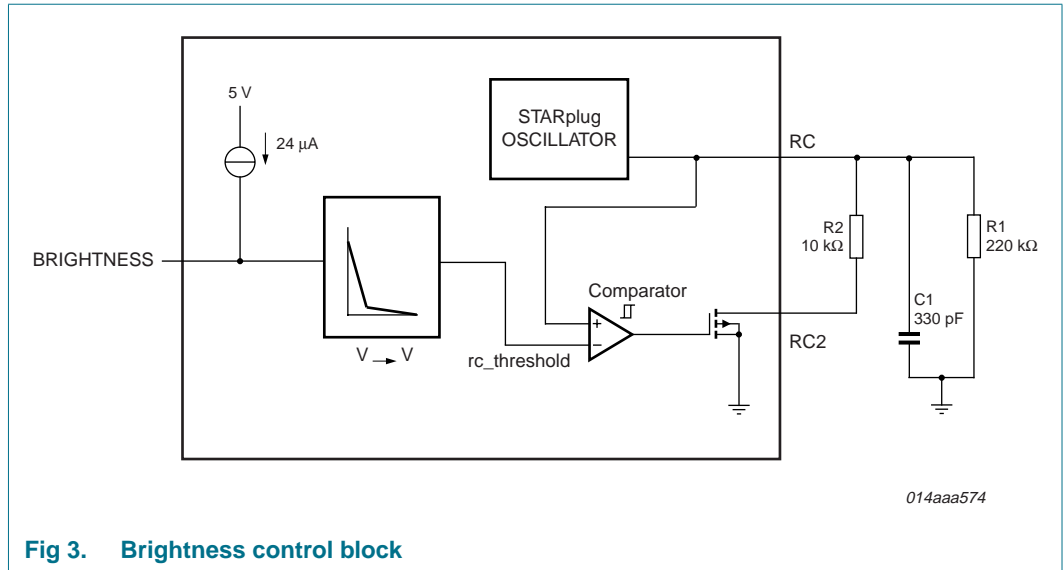 5 V
24 μA
STARplug
OSCILLATOR
RC
R2
10 kΩ
R1
220 kΩ
BRIGHTNESS
Comparator
C1
330 pF
+
−
RC2
V → V
rc_threshold
014aaa574
Fig 3. Brightness control block